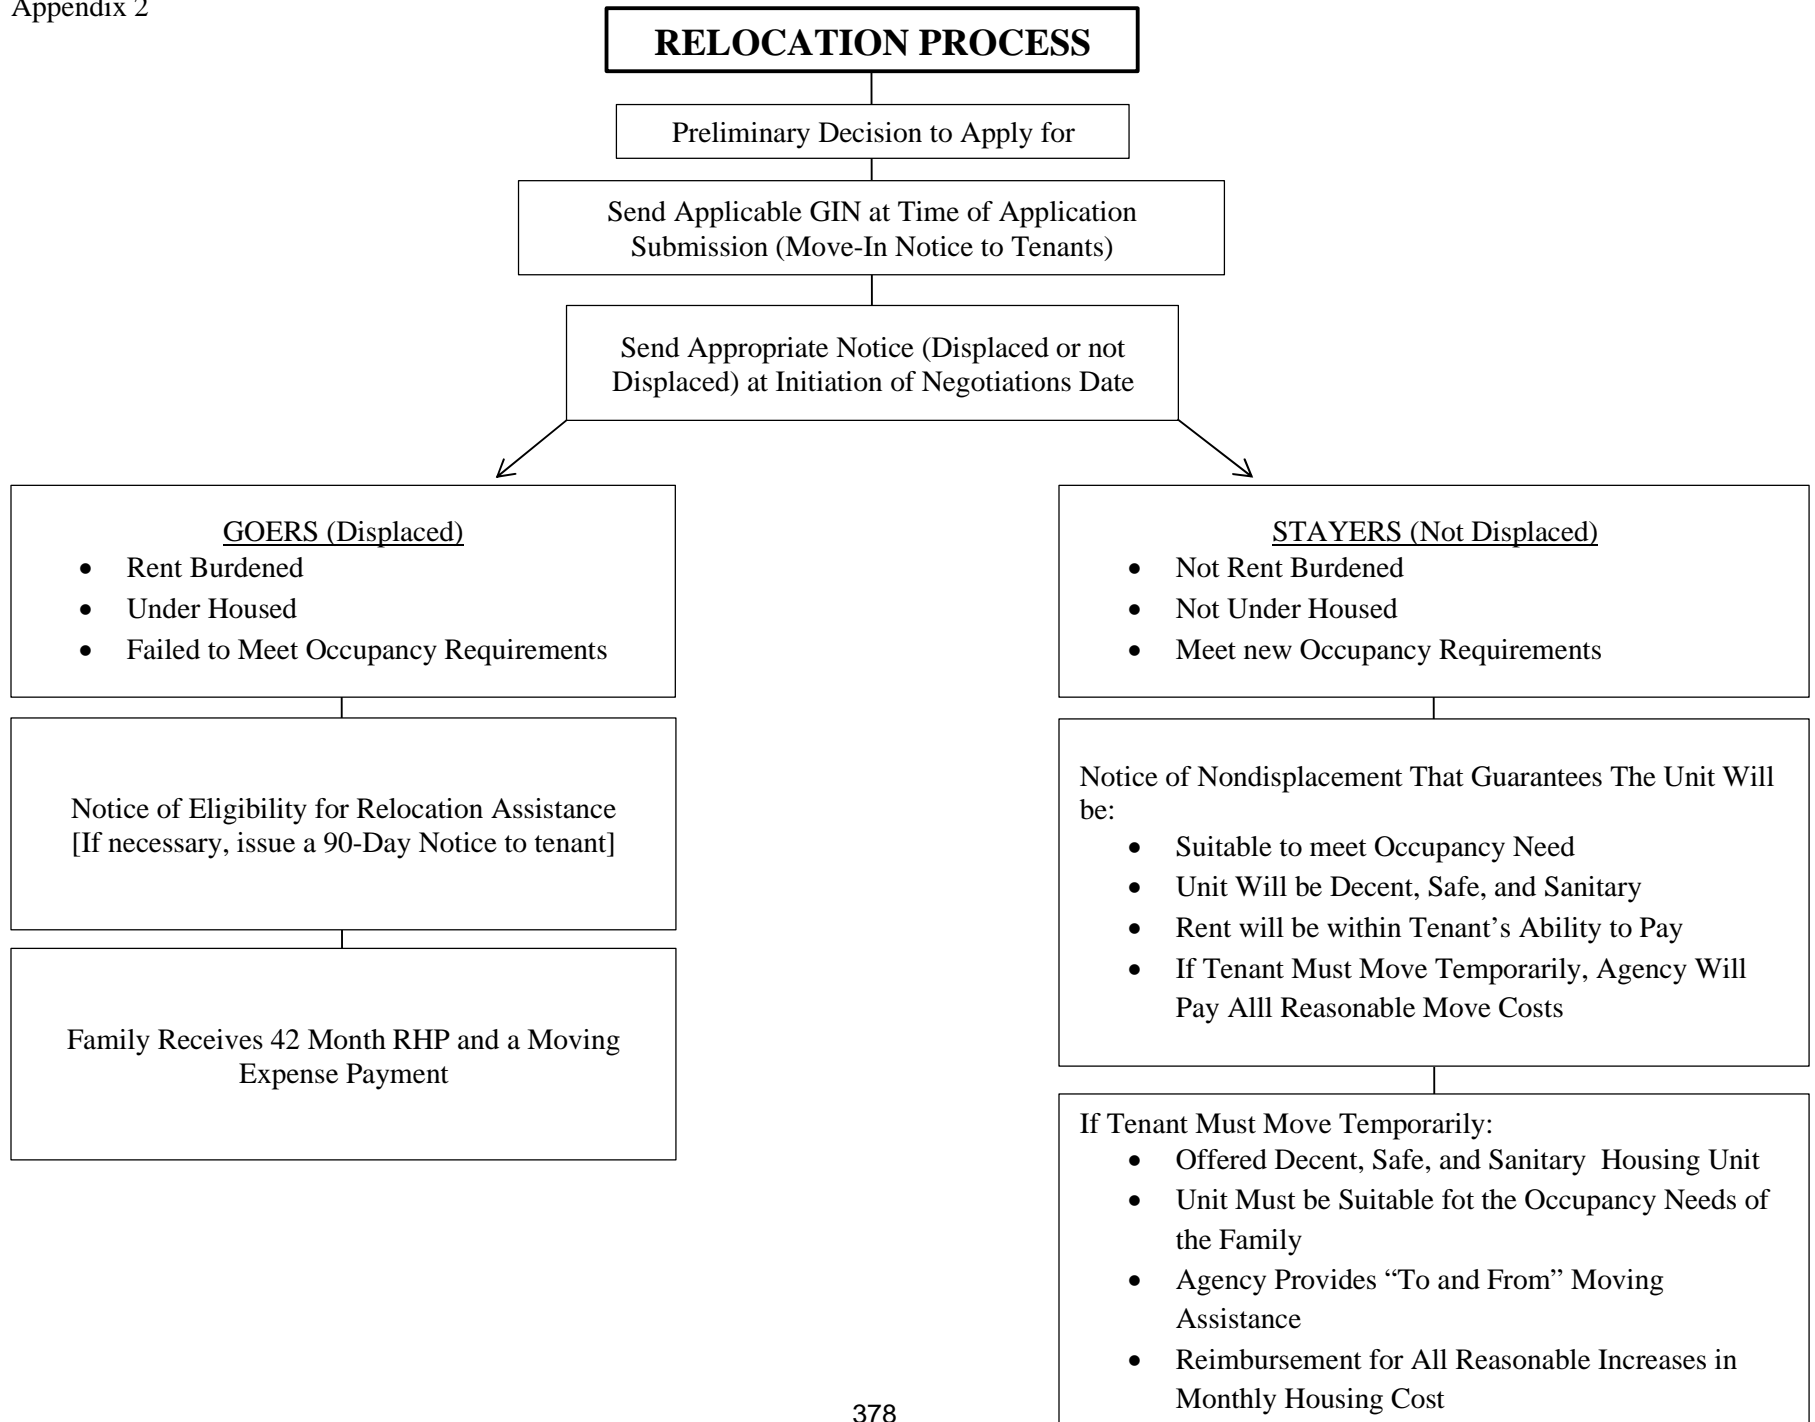 Appendix 2
RELOCATION PROCESS
Preliminary Decision to Apply for
Send Applicable GIN at Time of Application
Submission (Move-In Notice to Tenants)
Send Appropriate Notice (Displaced or not
Displaced) at Initiation of Negotiations Date
GOERS (Displaced)
• Rent Burdened
• Under Housed
• Failed to Meet Occupancy Requirements
Notice of Eligibility for Relocation Assistance
[If necessary, issue a 90-Day Notice to tenant]
Family Receives 42 Month RHP and a Moving
Expense Payment
STAYERS (Not Displaced)
• Not Rent Burdened
• Not Under Housed
• Meet new Occupancy Requirements
Notice of Nondisplacement That Guarantees The Unit Will
be:
• Suitable to meet Occupancy Need
• Unit Will be Decent, Safe, and Sanitary
• Rent will be within Tenant’s Ability to Pay
• If Tenant Must Move Temporarily, Agency Will
Pay Alll Reasonable Move Costs
If Tenant Must Move Temporarily:
• Offered Decent, Safe, and Sanitary  Housing Unit
• Unit Must be Suitable fot the Occupancy Needs of
the Family
• Agency Provides “To and From” Moving
Assistance
• Reimbursement for All Reasonable Increases in
Monthly Housing Cost
378